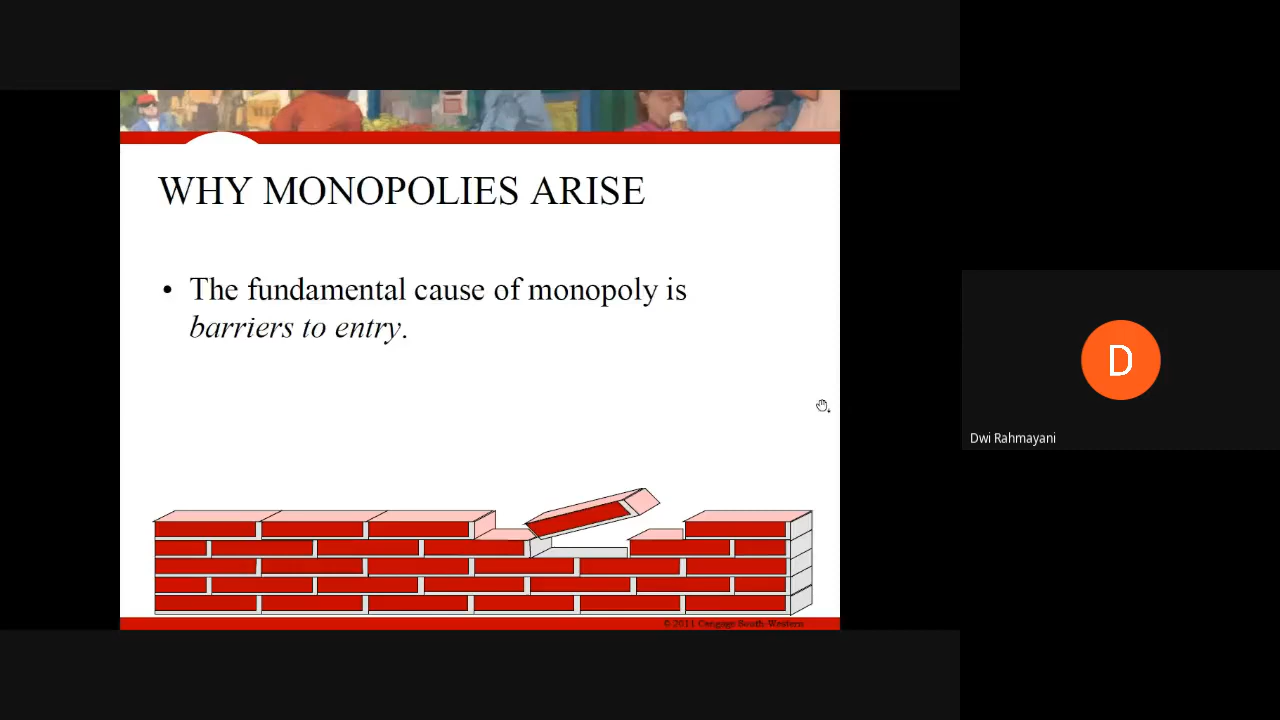 WHY MONOPOLIES ARISE
• The fundamental cause of monopoly is
barriers to entry.
© 2011 Cengage South-Western
D
Dwi Rahmayani